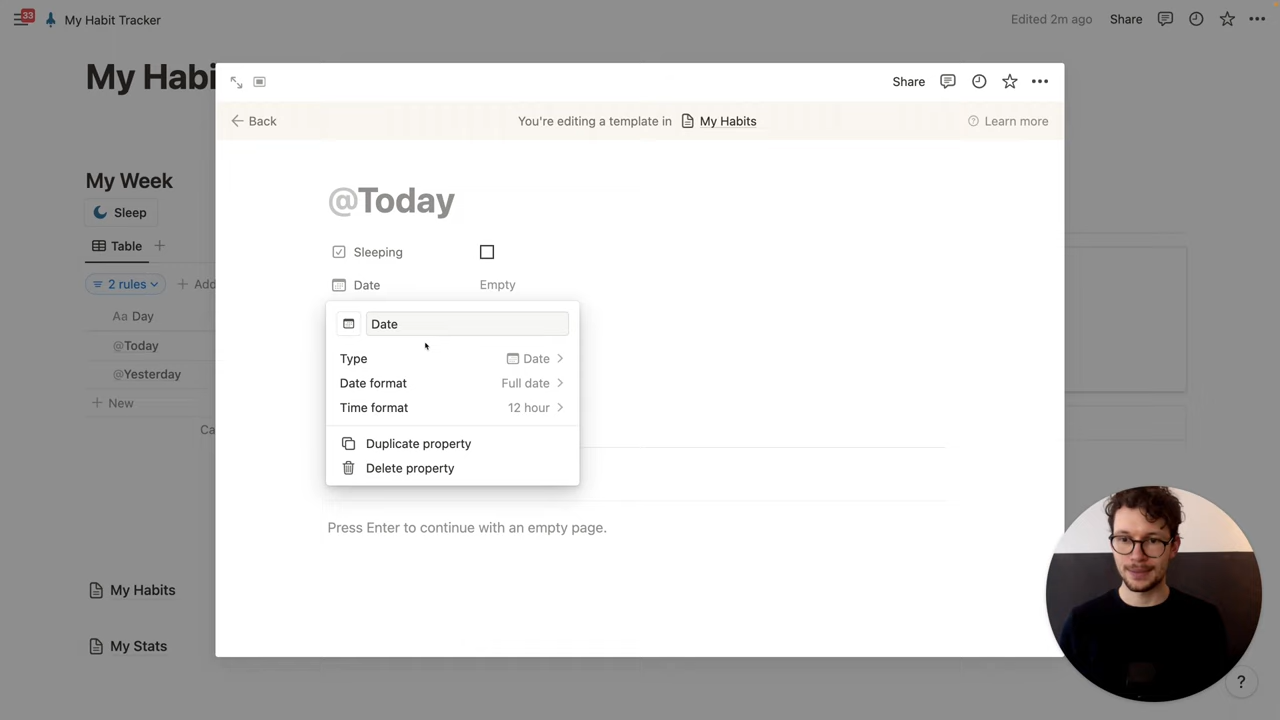 33 My Habit Tracker Edited 2m ago Share
My Habi
Share
Back You're editing a template in My Habits Learn more
My Week
Sleep
@Today
Table
Sleeping
2 rules Add
Date Empty
Aa Day
Date
@Today
Type Date
@Yesterday
Date format Full date
New
Time format 12 hour
Ca
Duplicate property
Delete property
Press Enter to continue with an empty page.
My Habits
My Stats
?